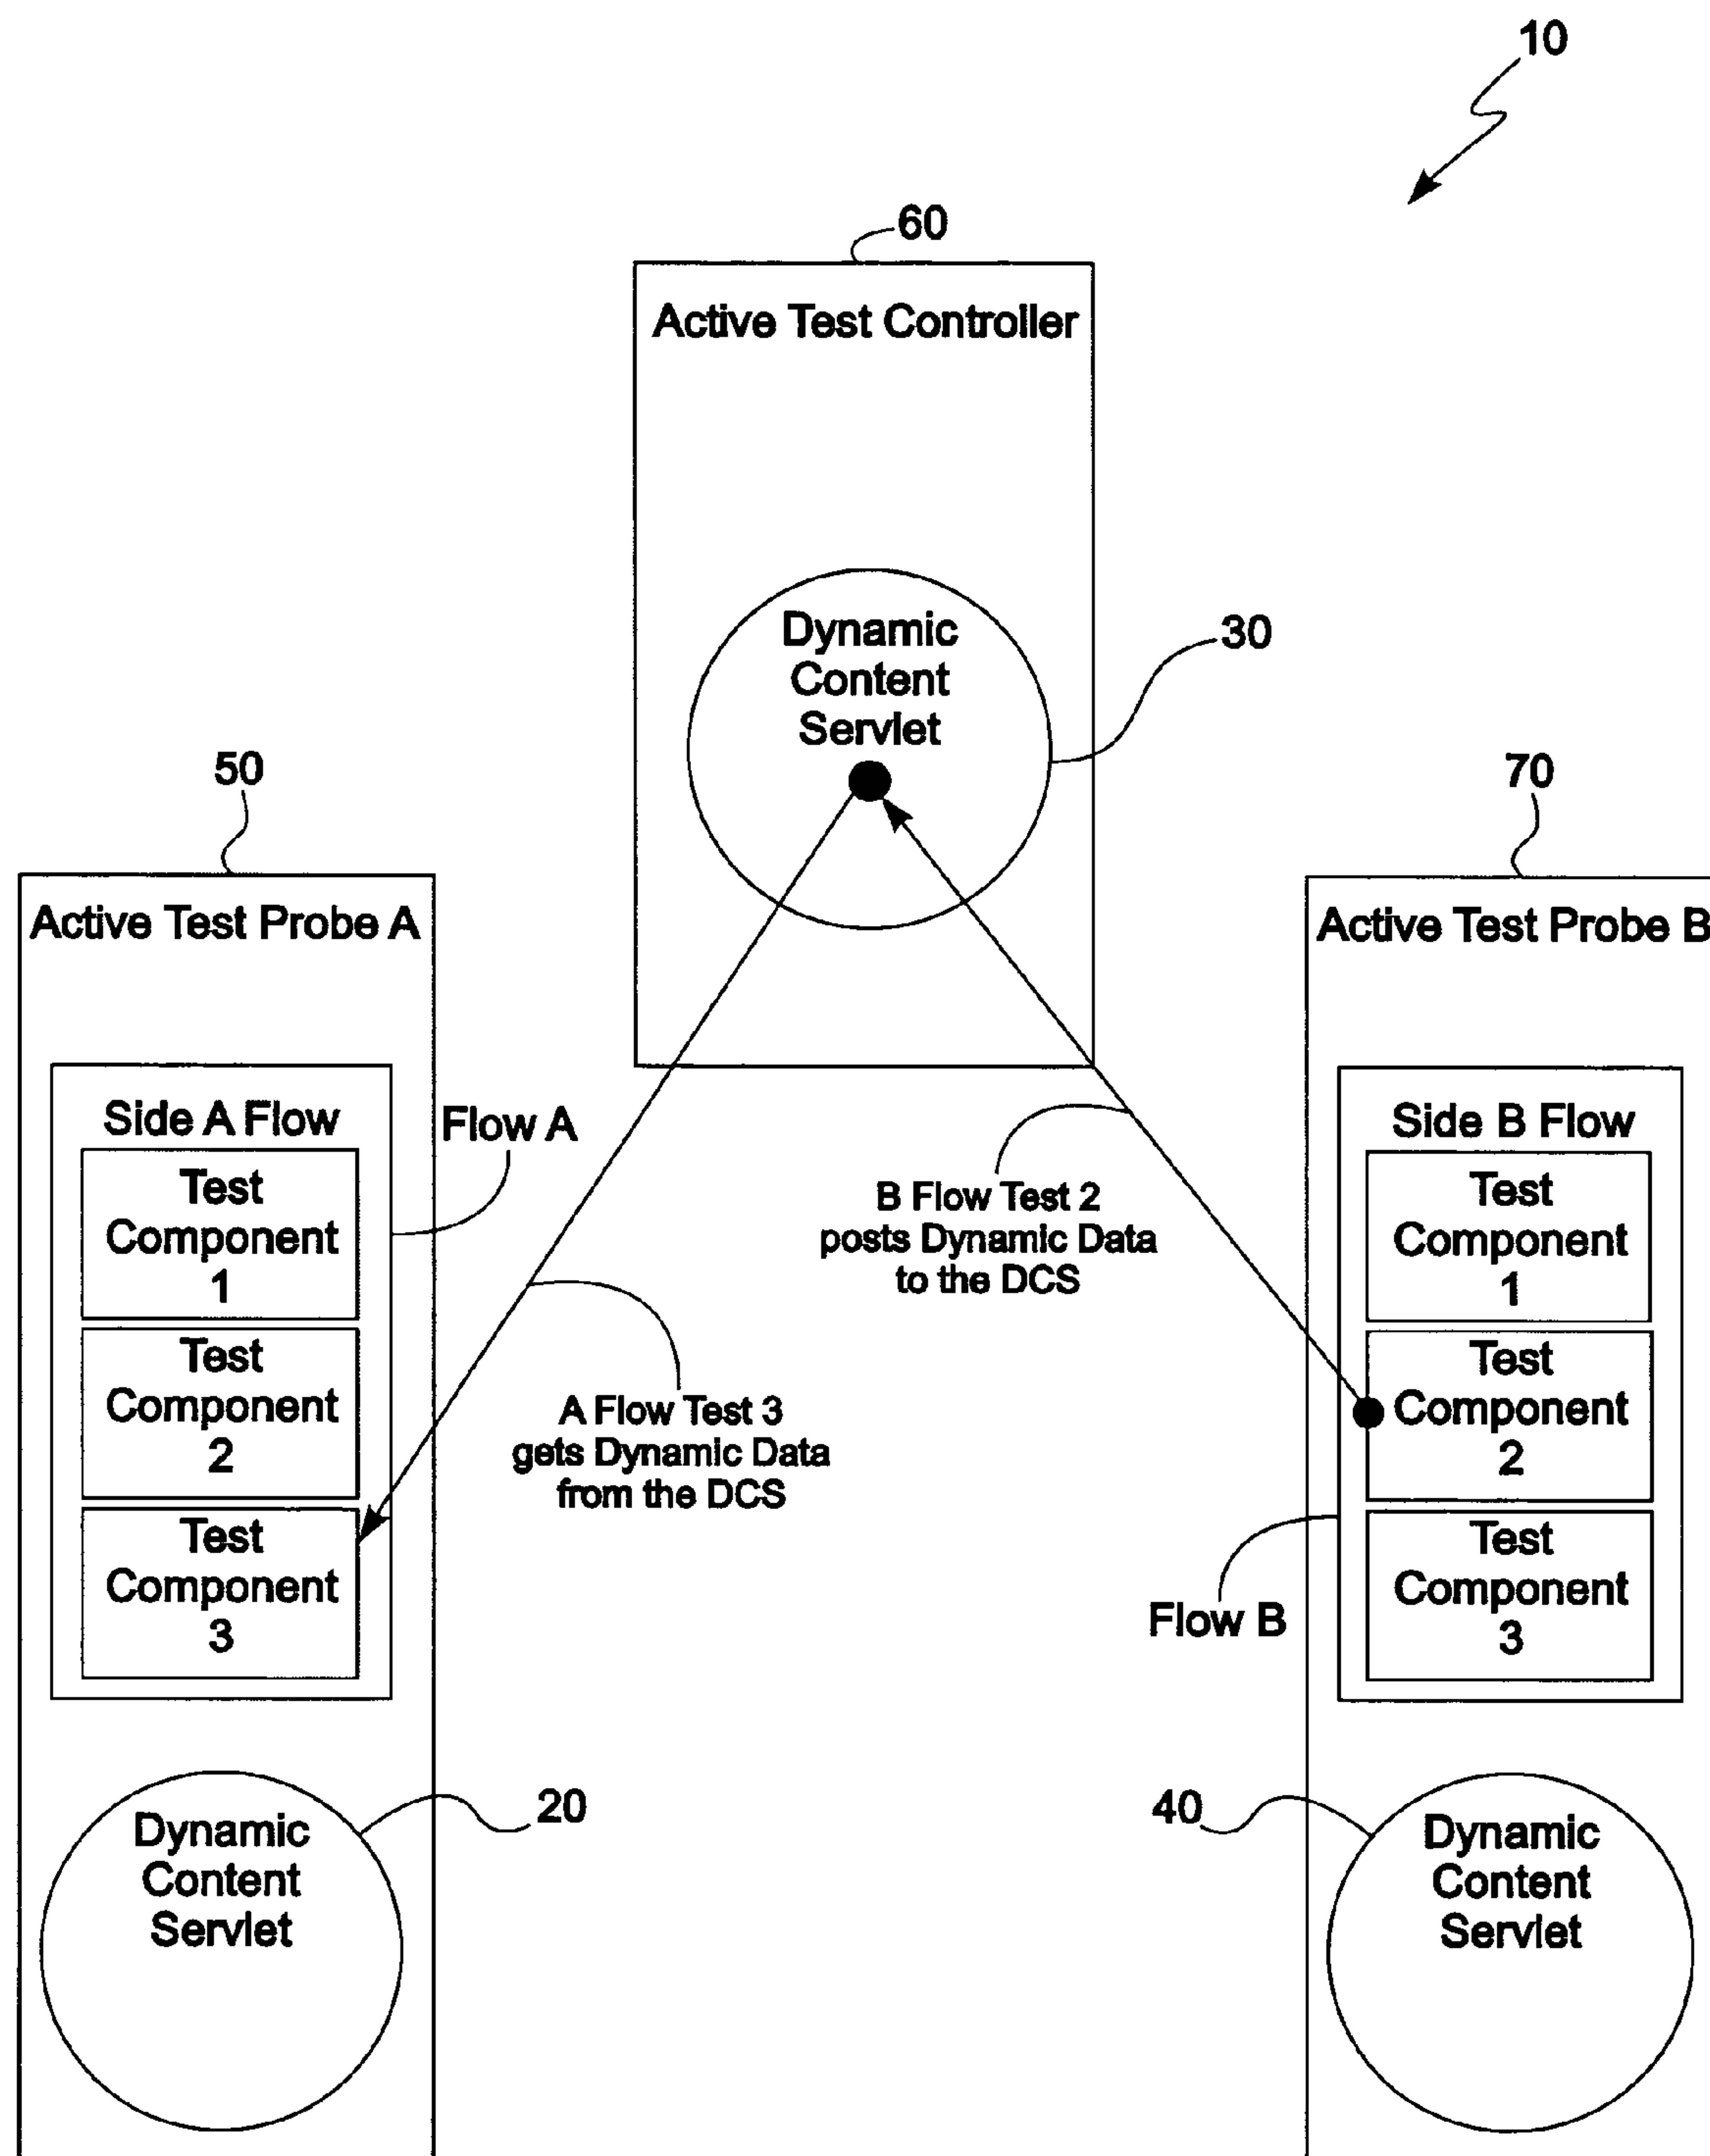 10
60
Active Test Controller
Dynamic
Content
Servlet
30
50
Active Test Probe A
Side A Flow
Flow A
Test
Component
1
Test
Component
2
Test
Component
3
A Flow Test 3
gets Dynamic Data
from the DCS
Dynamic
Content
Servlet
20
B Flow Test 2
posts Dynamic Data
to the DCS
70
Active Test Probe B
Side B Flow
Test
Component
1
Test
Component
2
Test
Component
3
Flow B
40
Dynamic
Content
Servlet